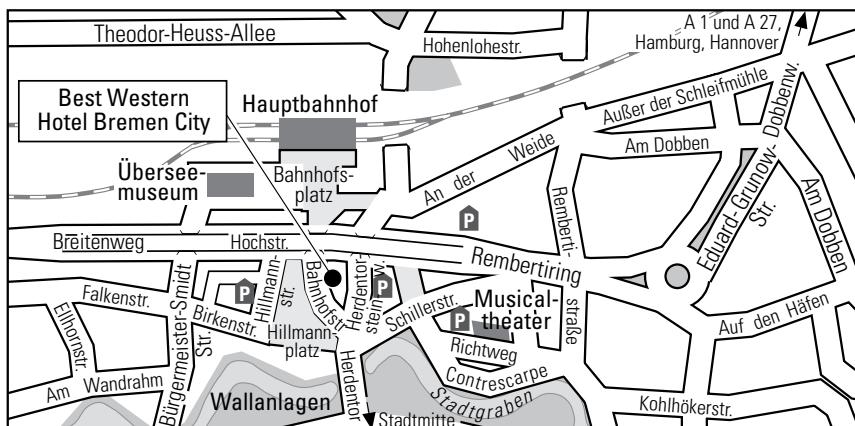 Theodor-Heuss-Allee
Hohenlohestr.
A 1 und A 27,
Hamburg, Hannover
Best Western
Hotel Bremen City
Hauptbahnhof
Außer der Schleifmühle
Eduard-Grunow-
Str.
Dobbenw.
Übersee-
museum
Bahnhofs-
platz
An der Weide
Am Dobben
Am Dobben
P
Breitenweg
Hochstr.
Rembertiring
Remberti-
straße
Falkenstr.
Ellhornstr.
Bürgermeister-Smidt
Str.
Birkenstr.
P
Hillmann-
str.
Bahnhofstr.
Herdentor-
steinw.
P
Schillerstr.
P
Musical-
theater
Auf den Häfen
Hillmann-
platz
Richtweg
Am Wandrahm
Herdentor
Contrescarpe
Wallanlagen
Stadtgraben
Kohlhökerstr.
Stadtmitte